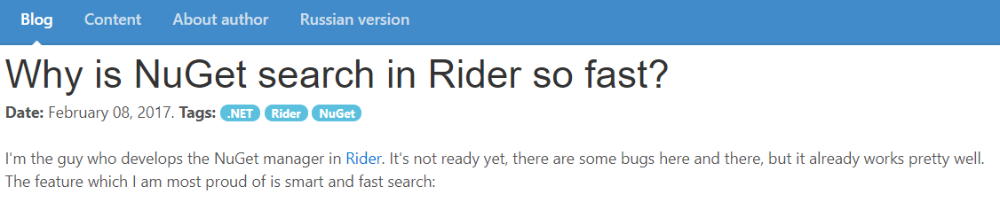 Blog Content About author Russian version
Why is NuGet search in Rider so fast?
Date: February 08, 2017. Tags: .NET Rider NuGet
I'm the guy who develops the NuGet manager in Rider. It's not ready yet, there are some bugs here and there, but it already works pretty well.
The feature which I am most proud of is smart and fast search: